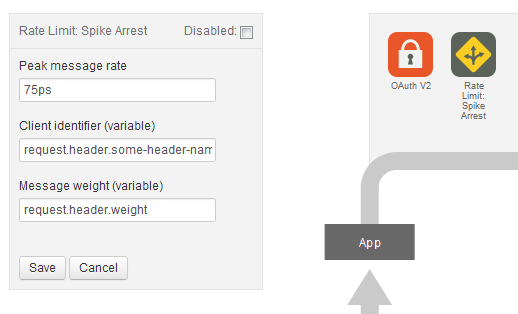 Rate Limit: Spike Arrest Disabled:
Peak message rate
75ps
Client identifier (variable)
request.header.some-header-nam
Message weight (variable)
request.header.weight
Save Cancel
OAuth V2
Rate
Limit:
Spike
Arrest
App